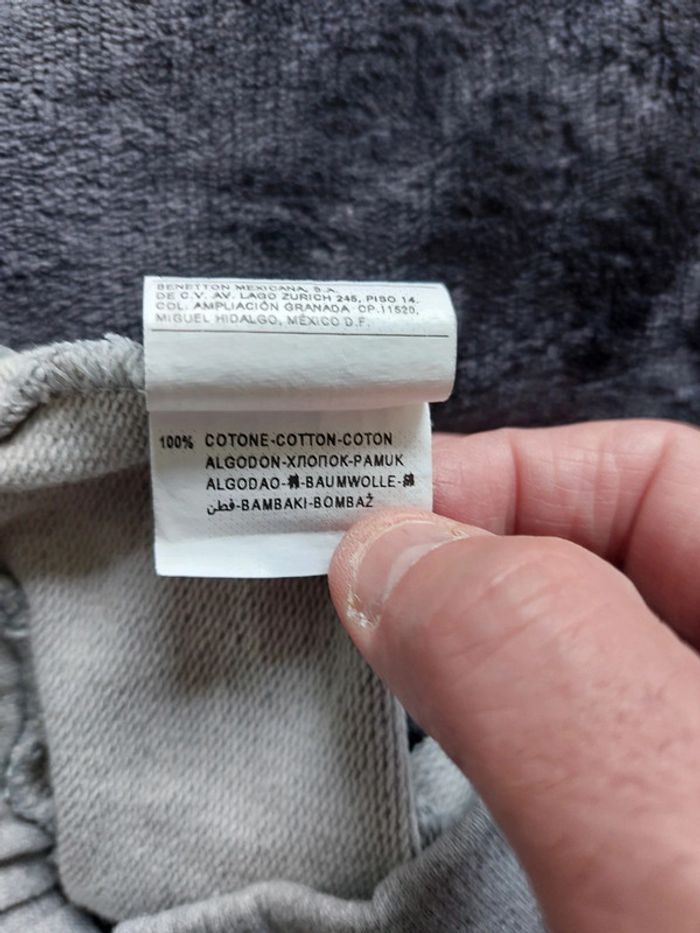 BENETTON MEXICANA, S.A.
DE C.V. AV. LAGO ZURICH 245, PISO 14.
COL. AMPLIACIÓN GRANADA CP.11520,
MIGUEL HIDALGO, MÉXICO D.F.
100% COTONE-COTTON-COTON
ALGODON-ХЛОПОК-PAMUK
ALGODAO-棉-BAUMWOLLE-綿
قطن-BAMBAKI-BOMBAŽ